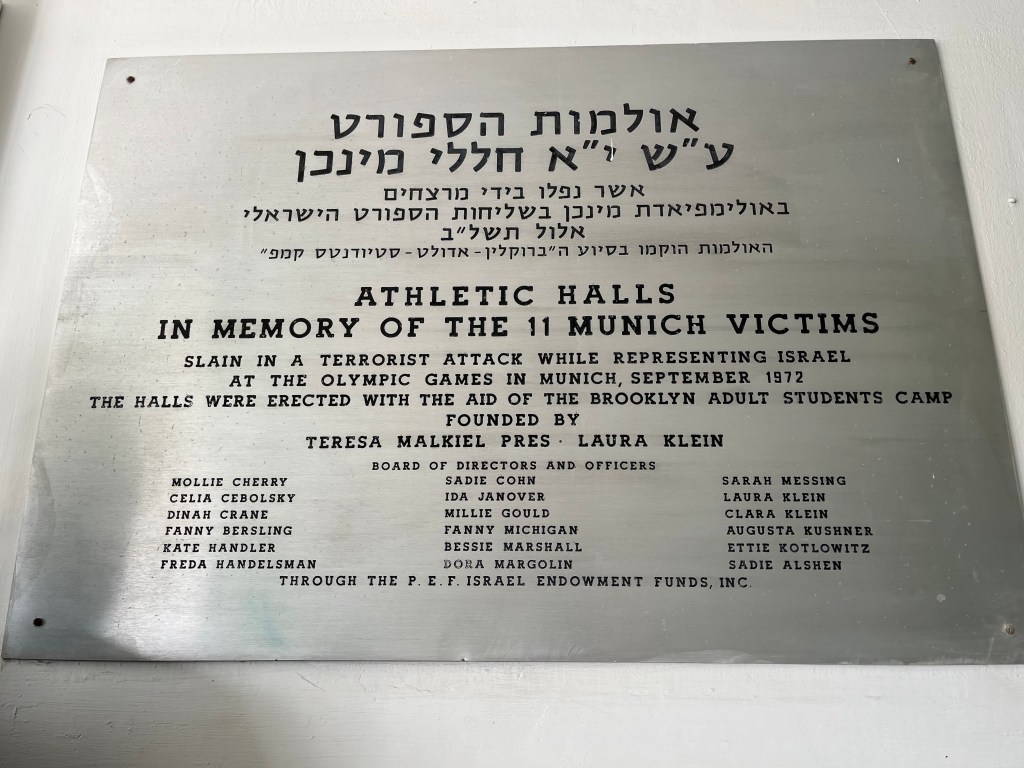 אולמות הספורט
ע"ש י"א חללי מינכן
אשר נפלו בידי מרצחים
באולימפיאדת מינכן בשליחות הספורט הישראלי
אלול תשל"ב
האולמות הוקמו בסיוע ה"ברוקלין-אדולט-סטיודנטס קמפ"
ATHLETIC HALLS
IN MEMORY OF THE 11 MUNICH VICTIMS
SLAIN IN A TERRORIST ATTACK WHILE REPRESENTING ISRAEL
AT THE OLYMPIC GAMES IN MUNICH, SEPTEMBER 1972
THE HALLS WERE ERECTED WITH THE AID OF THE BROOKLYN ADULT STUDENTS CAMP
FOUNDED BY
TERESA MALKIEL PRES · LAURA KLEIN
BOARD OF DIRECTORS AND OFFICERS
MOLLIE CHERRY SADIE COHN SARAH MESSING
CELIA CEBOLSKY IDA JANOVER LAURA KLEIN
DINAH CRANE MILLIE GOULD CLARA KLEIN
FANNY BERSLING FANNY MICHIGAN AUGUSTA KUSHNER
KATE HANDLER BESSIE MARSHALL ETTIE KOTLOWITZ
FREDA HANDELSMAN DORA MARGOLIN SADIE ALSHEN
THROUGH THE P.E.F. ISRAEL ENDOWMENT FUNDS, INC.